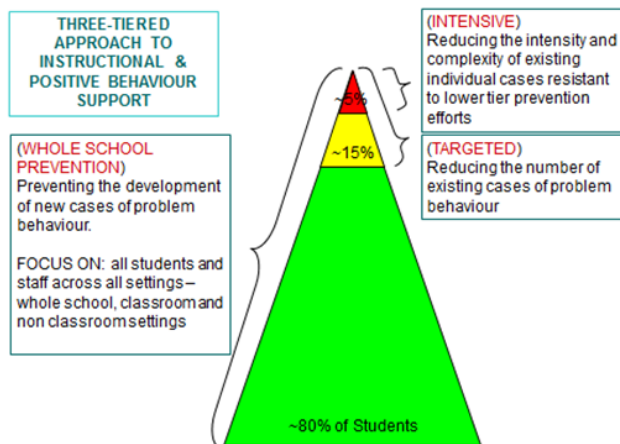 THREE-TIERED
APPROACH TO
INSTRUCTIONAL &
POSITIVE BEHAVIOUR
SUPPORT
(WHOLE SCHOOL
PREVENTION)
Preventing the development
of new cases of problem
behaviour.
FOCUS ON: all students and
staff across all settings–
whole school, classroom and
non classroom settings
(INTENSIVE)
Reducing the intensity and
complexity of existing
individual cases resistant
to lower tier prevention
efforts
(TARGETED)
Reducing the number of
existing cases of problem
behaviour
~5%
~15%
~80% of Students